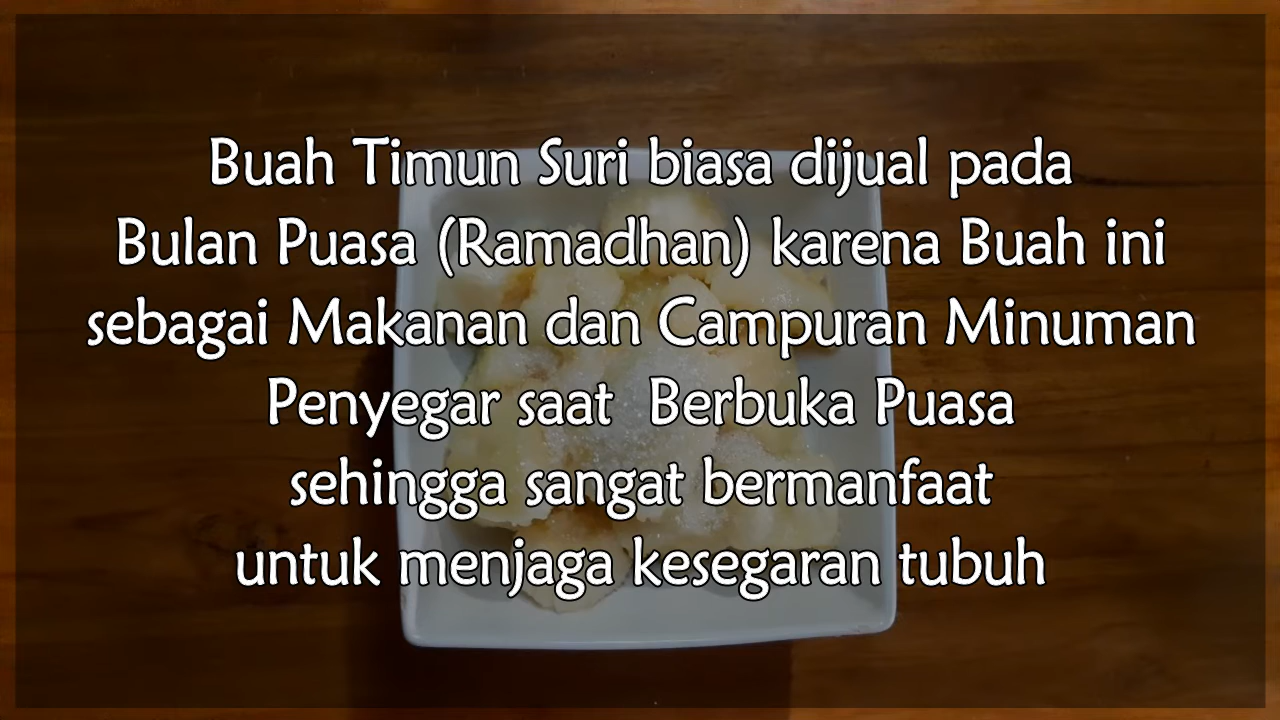 Buah Timun Suri biasa dijual pada
Bulan Puasa (Ramadhan) karena Buah ini
sebagai Makanan dan Campuran Minuman
Penyegar saat  Berbuka Puasa
sehingga sangat bermanfaat
untuk menjaga kesegaran tubuh